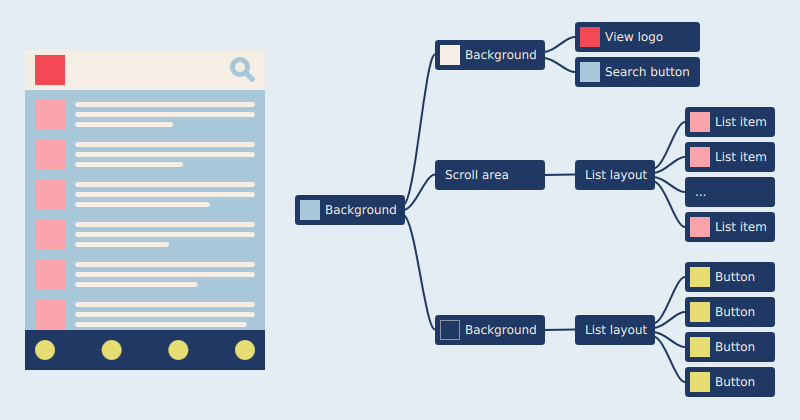 Background
Background
View logo
Search button
Scroll area
List layout
List item
List item
...
List item
Background
List layout
Button
Button
Button
Button